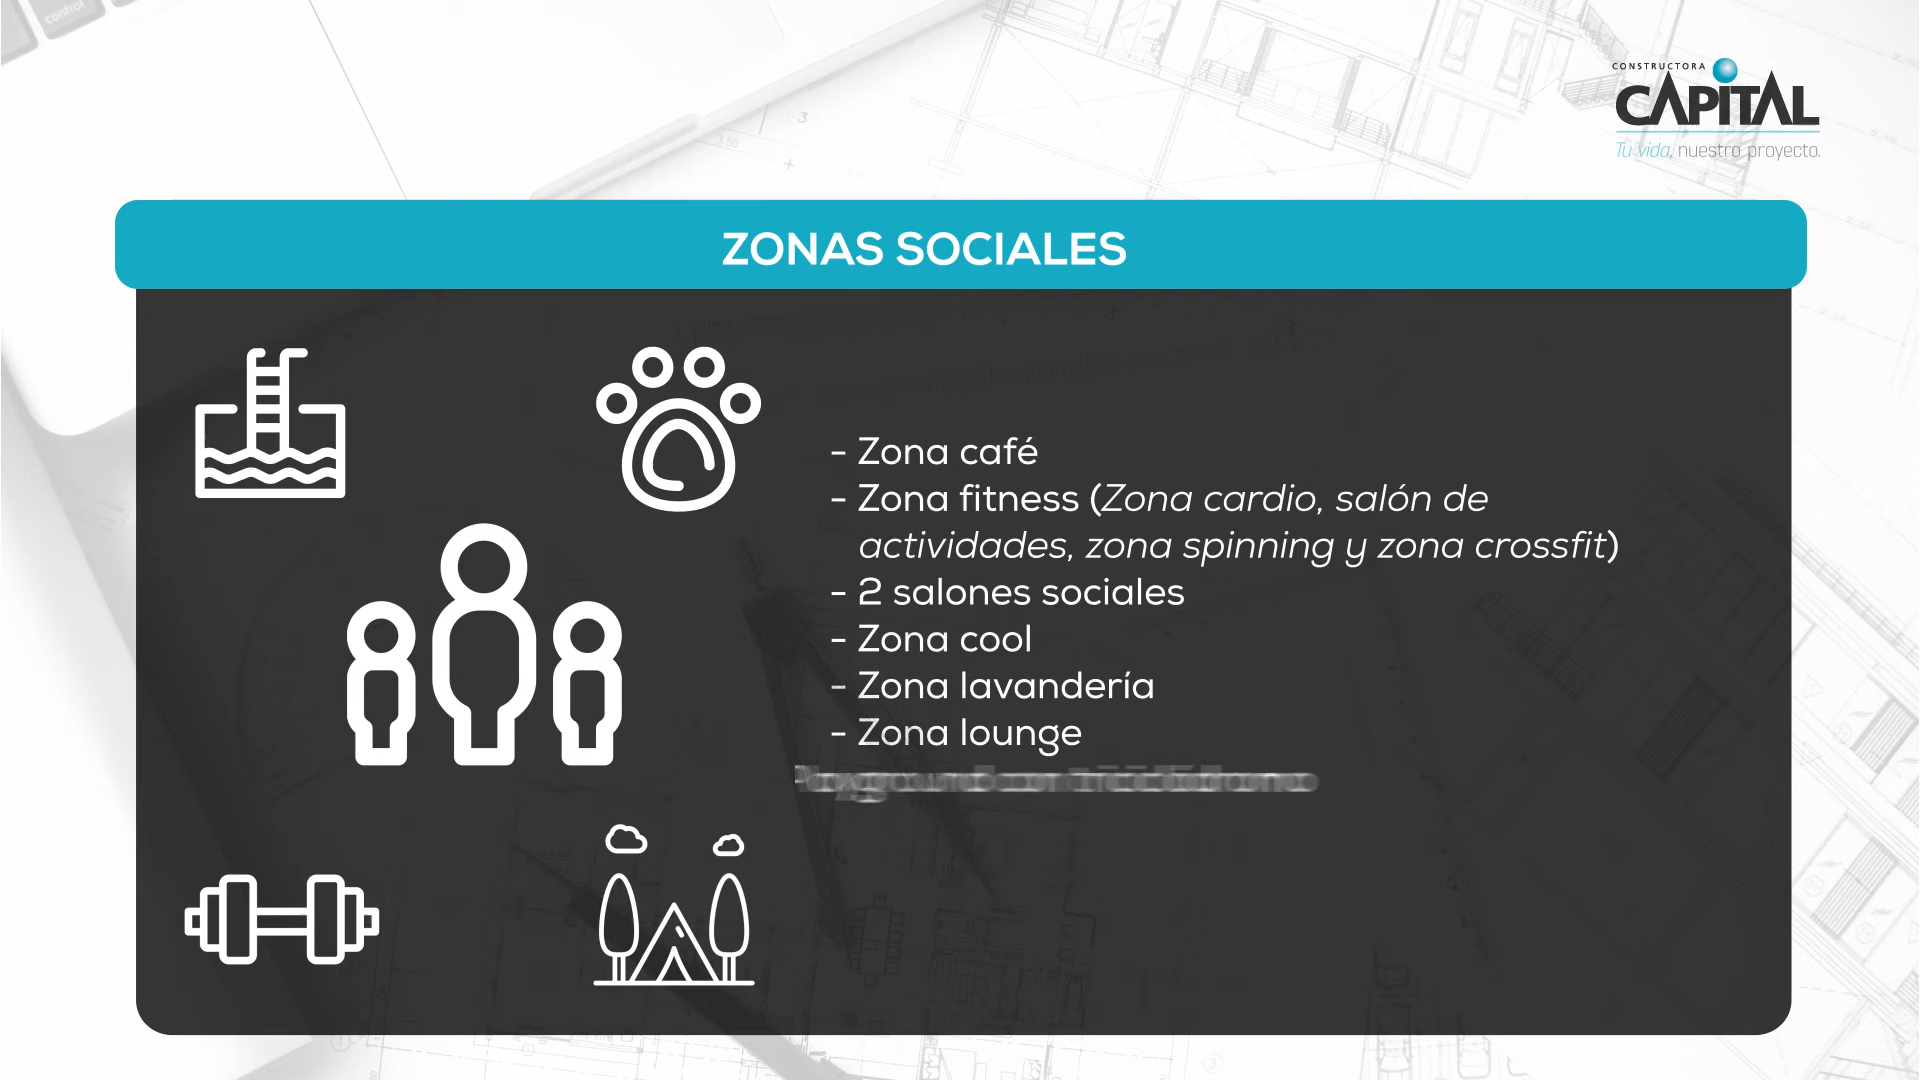 control
CONSTRUCTORA
CAPITAL
Tu vida, nuestro proyecto.
ZONAS SOCIALES
- Zona café
- Zona fitness (Zona cardio, salón de
actividades, zona spinning y zona crossfit)
- 2 salones sociales
- Zona cool
- Zona lavandería
- Zona lounge